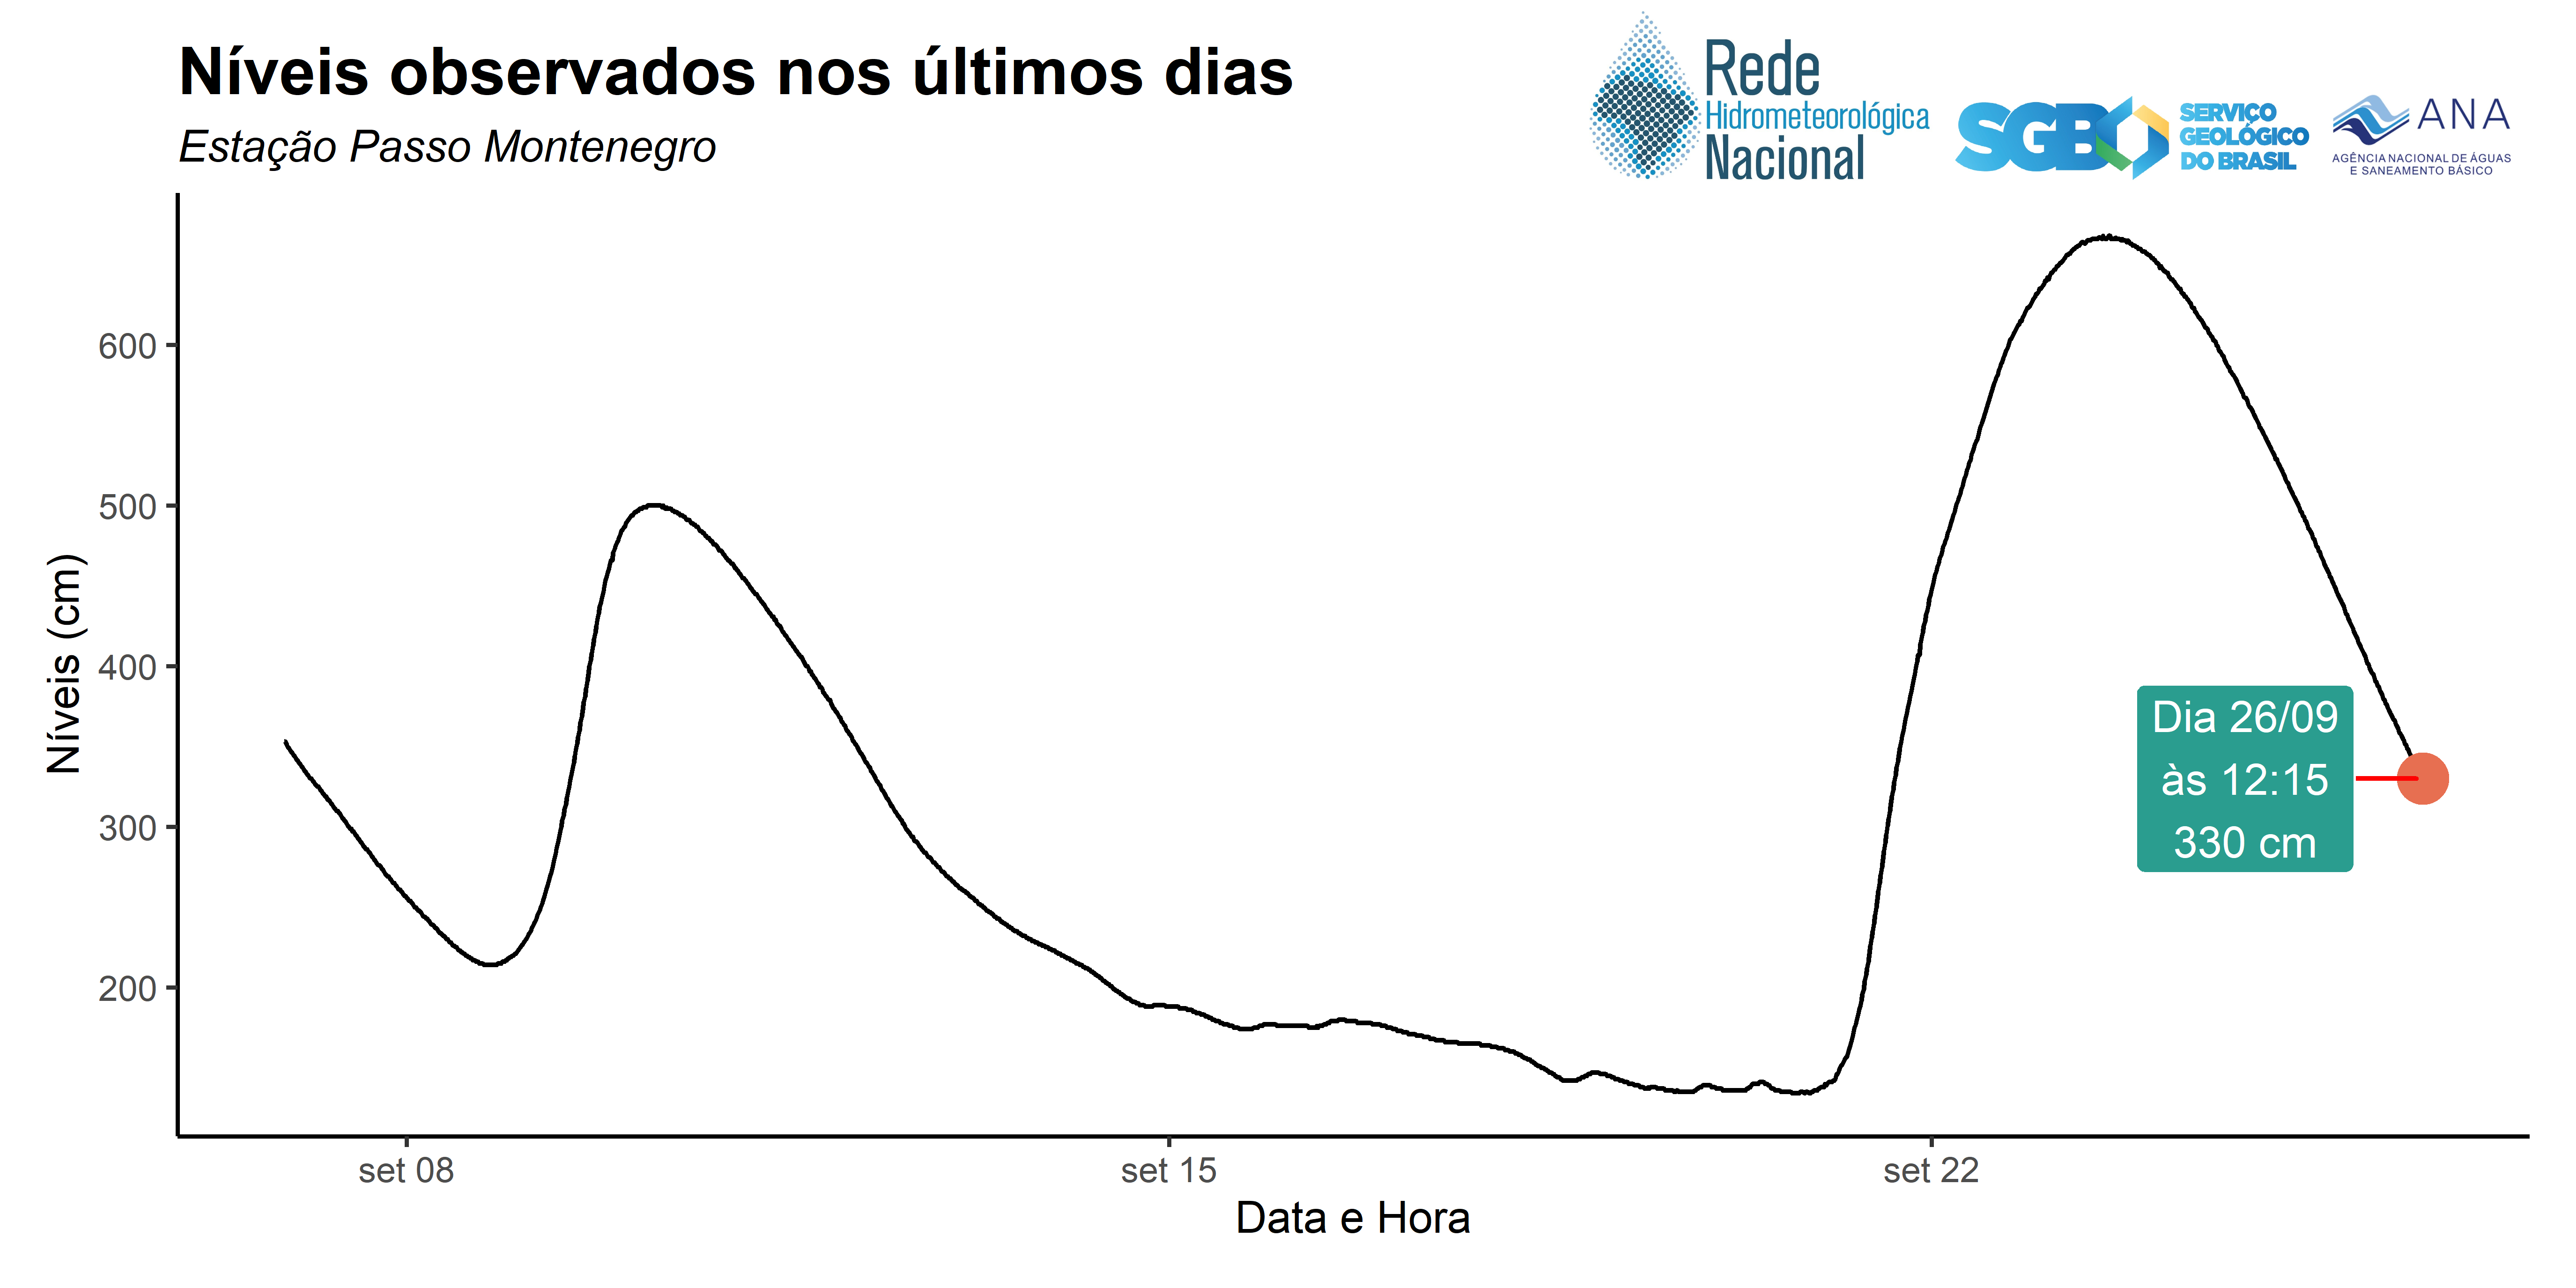 Níveis observados nos últimos dias
Estação Passo Montenegro
Rede
Hidrometeorológica
Nacional
SGB
SERVIÇO
GEOLÓGICO
DO BRASIL
ANA
AGÊNCIA NACIONAL DE ÁGUAS
E SANEAMENTO BÁSICO
Níveis (cm)
600
500
400
300
200
Dia 26/09
às 12:15
330 cm
set 08
set 15
set 22
Data e Hora